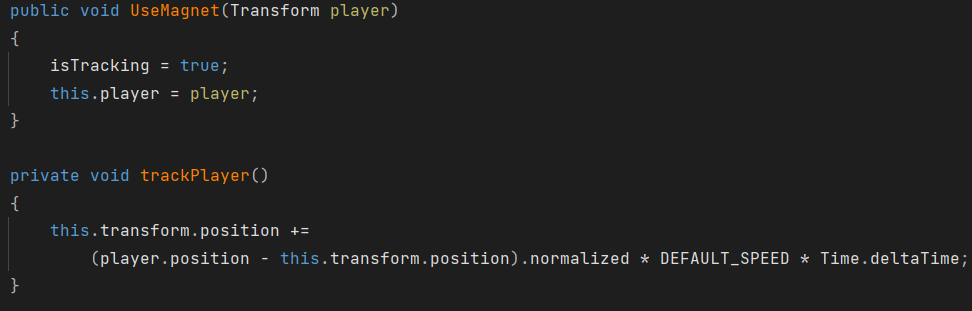 public void UseMagnet(Transform player)
{
    isTracking = true;
    this.player = player;
}

private void trackPlayer()
{
    this.transform.position +=
        (player.position - this.transform.position).normalized * DEFAULT_SPEED * Time.deltaTime;
}